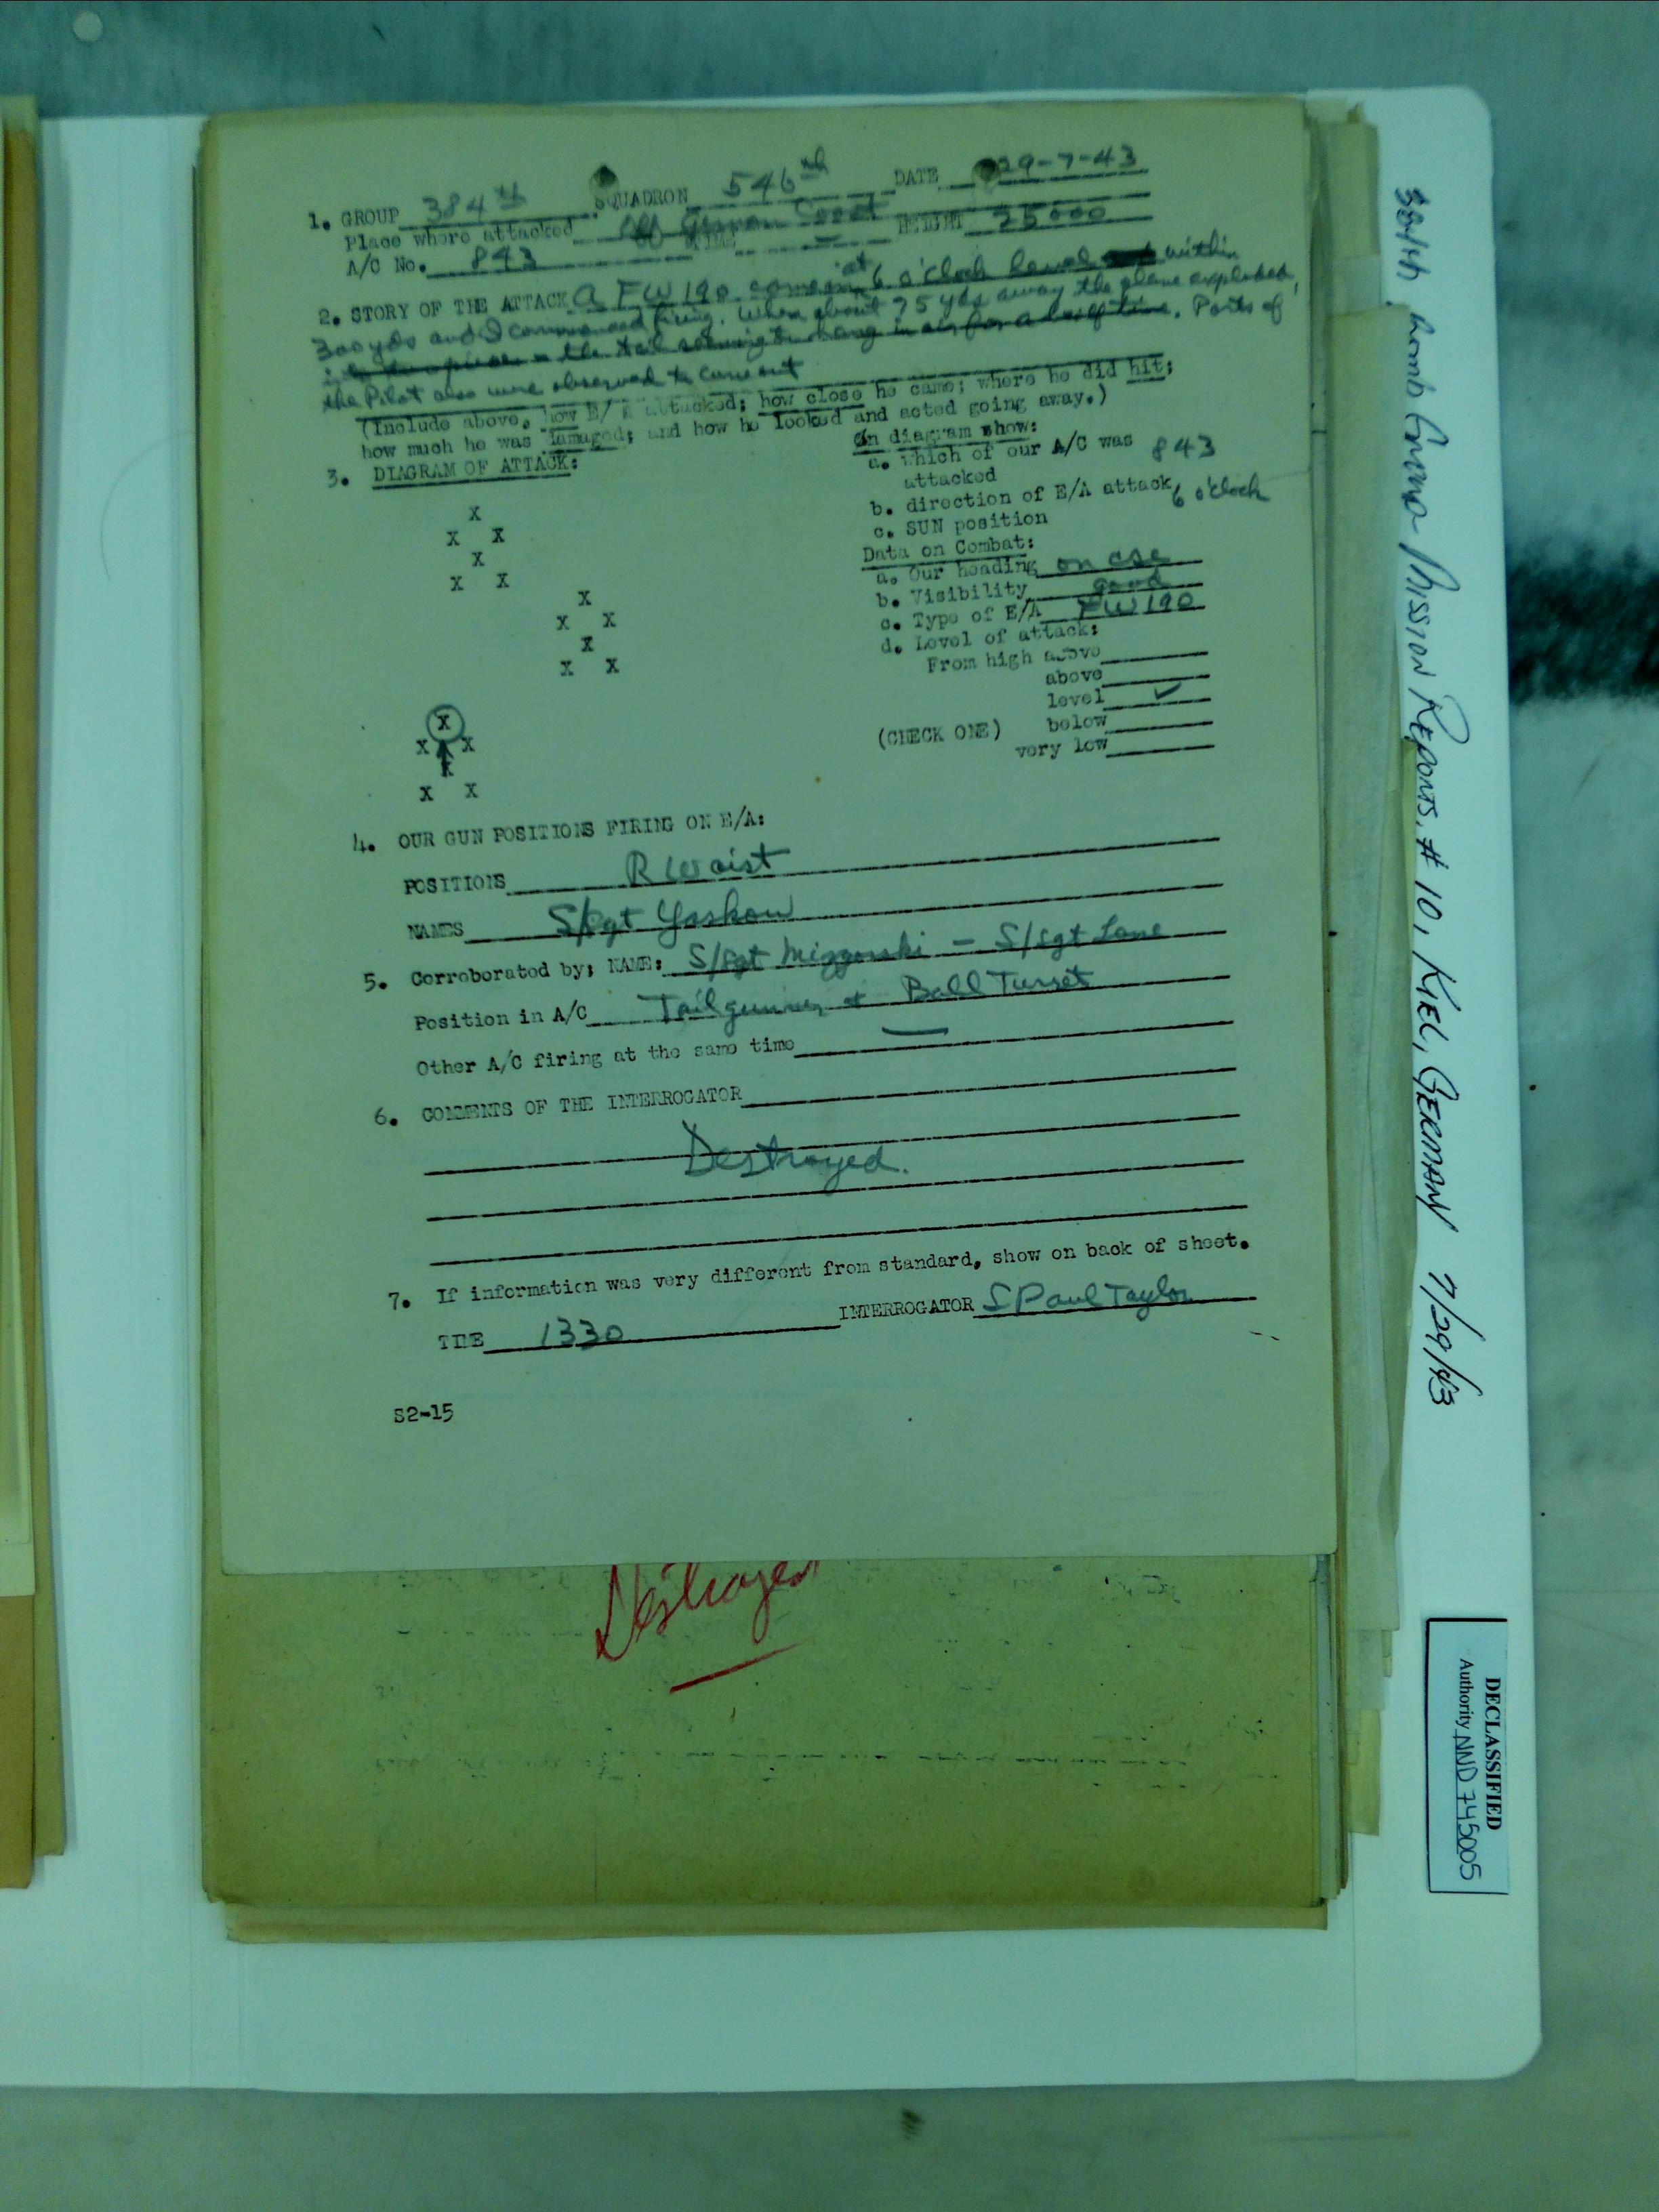 1. GROUP 384th SQUADRON 546th DATE 29-7-43
Place where attacked Off German Coast HEIGHT 25000
A/C No. 843 TIME —
2. STORY OF THE ATTACK a FW 190 came in at 6 o'clock level within
300 yds and I commenced firing. When about 75 yds away the plane exploded,
the tail seeming to hang in air for a time. Parts of
the Pilot also were observed to come out
(Include above, how E/A attacked; how close he came; where he did hit;
how much he was damaged; and how he looked and acted going away.)
3. DIAGRAM OF ATTACK:
On diagram show:
a. Which of our A/C was attacked 843
b. direction of E/A attack 6 o'clock
c. SUN position
Data on Combat:
a. Our heading on cse
b. Visibility good
c. Type of E/A FW 190
d. Level of attack:
From high above
above
level ✓
(CHECK ONE) below
very low
X
X X
X
X X
X
X X
X
X X
X
X X
X X
4. OUR GUN POSITIONS FIRING ON E/A:
POSITIONS R Waist
NAMES S/Sgt Yaskow
5. Corroborated by; NAME: S/Sgt Mizgorski — S/Sgt Lane
Position in A/C Tail gunner + Ball Turret
Other A/C firing at the same time —
6. COMMENTS OF THE INTERROGATOR
Destroyed.
7. If information was very different from standard, show on back of sheet.
TIME 1330 INTERROGATOR S Paul Taylor
S2-15
Destroyed
384th Bomb Group Mission Reports. #10, KIEL, GERMAN 7/29/43
DECLASSIFIED
Authority NND 745005